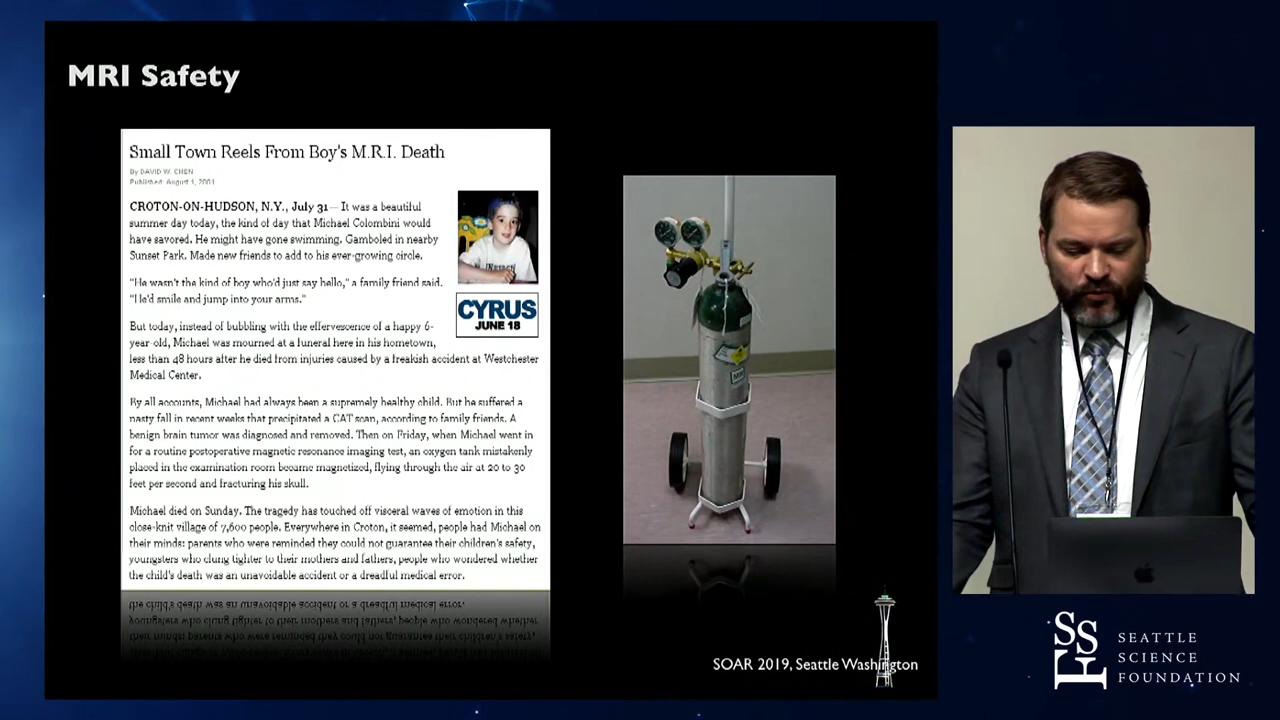 MRI Safety
Small Town Reels From Boy's M.R.I. Death
By DAVID W. CHEN
Published: August 1, 2001
CROTON-ON-HUDSON, N.Y., July 31— It was a beautiful
summer day today, the kind of day that Michael Colombini would
have savored. He might have gone swimming. Gamboled in nearby
Sunset Park. Made new friends to add to his ever-growing circle.
"He wasn't the kind of boy who'd just say hello," a family friend said.
"He'd smile and jump into your arms."
CYRUS
JUNE 18
But today, instead of bubbling with the effervescence of a happy 6-
year-old, Michael was mourned at a funeral here in his hometown,
less than 48 hours after he died from injuries caused by a freakish accident at Westchester
Medical Center.
By all accounts, Michael had always been a supremely healthy child. But he suffered a
nasty fall in recent weeks that precipitated a CAT scan, according to family friends. A
benign brain tumor was diagnosed and removed. Then on Friday, when Michael went in
for a routine postoperative magnetic resonance imaging test, an oxygen tank mistakenly
placed in the examination room became magnetized, flying through the air at 20 to 30
feet per second and fracturing his skull.
Michael died on Sunday. The tragedy has touched off visceral waves of emotion in this
close-knit village of 7,600 people. Everywhere in Croton, it seemed, people had Michael on
their minds: parents who were reminded they could not guarantee their children's safety,
youngsters who clung tighter to their mothers and fathers, people who wondered whether
the child's death was an unavoidable accident or a dreadful medical error.
SOAR 2019, Seattle Washington
SSF
SEATTLE
SCIENCE
FOUNDATION